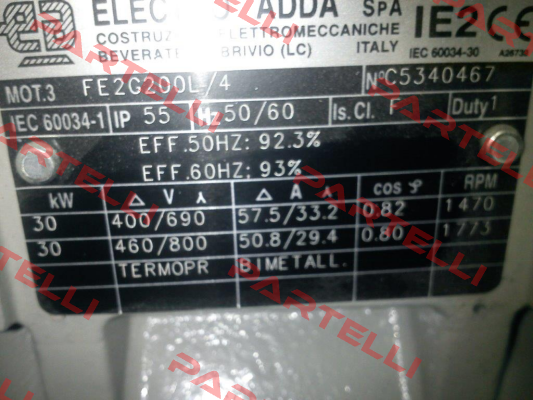 ELECTRO ADDA SPA
COSTRUZ ELETTROMECCANICHE
BEVERATE BRIVIO (LC) ITALY
IE2 CE
IEC 60034-30
MOT.3 FE2G200L/4 N°C5340467
IEC 60034-1 IP 55 Hz 50/60 Is.Cl. F Duty 1
EFF.50HZ: 92.3%
EFF.60HZ: 93%
kW Δ V Y Δ A Y cos φ RPM
30 400/690 57.5/33.2 0.82 1470
30 460/800 50.8/29.4 0.80 1773
TERMOPR BIMETALL.
PARTELLI